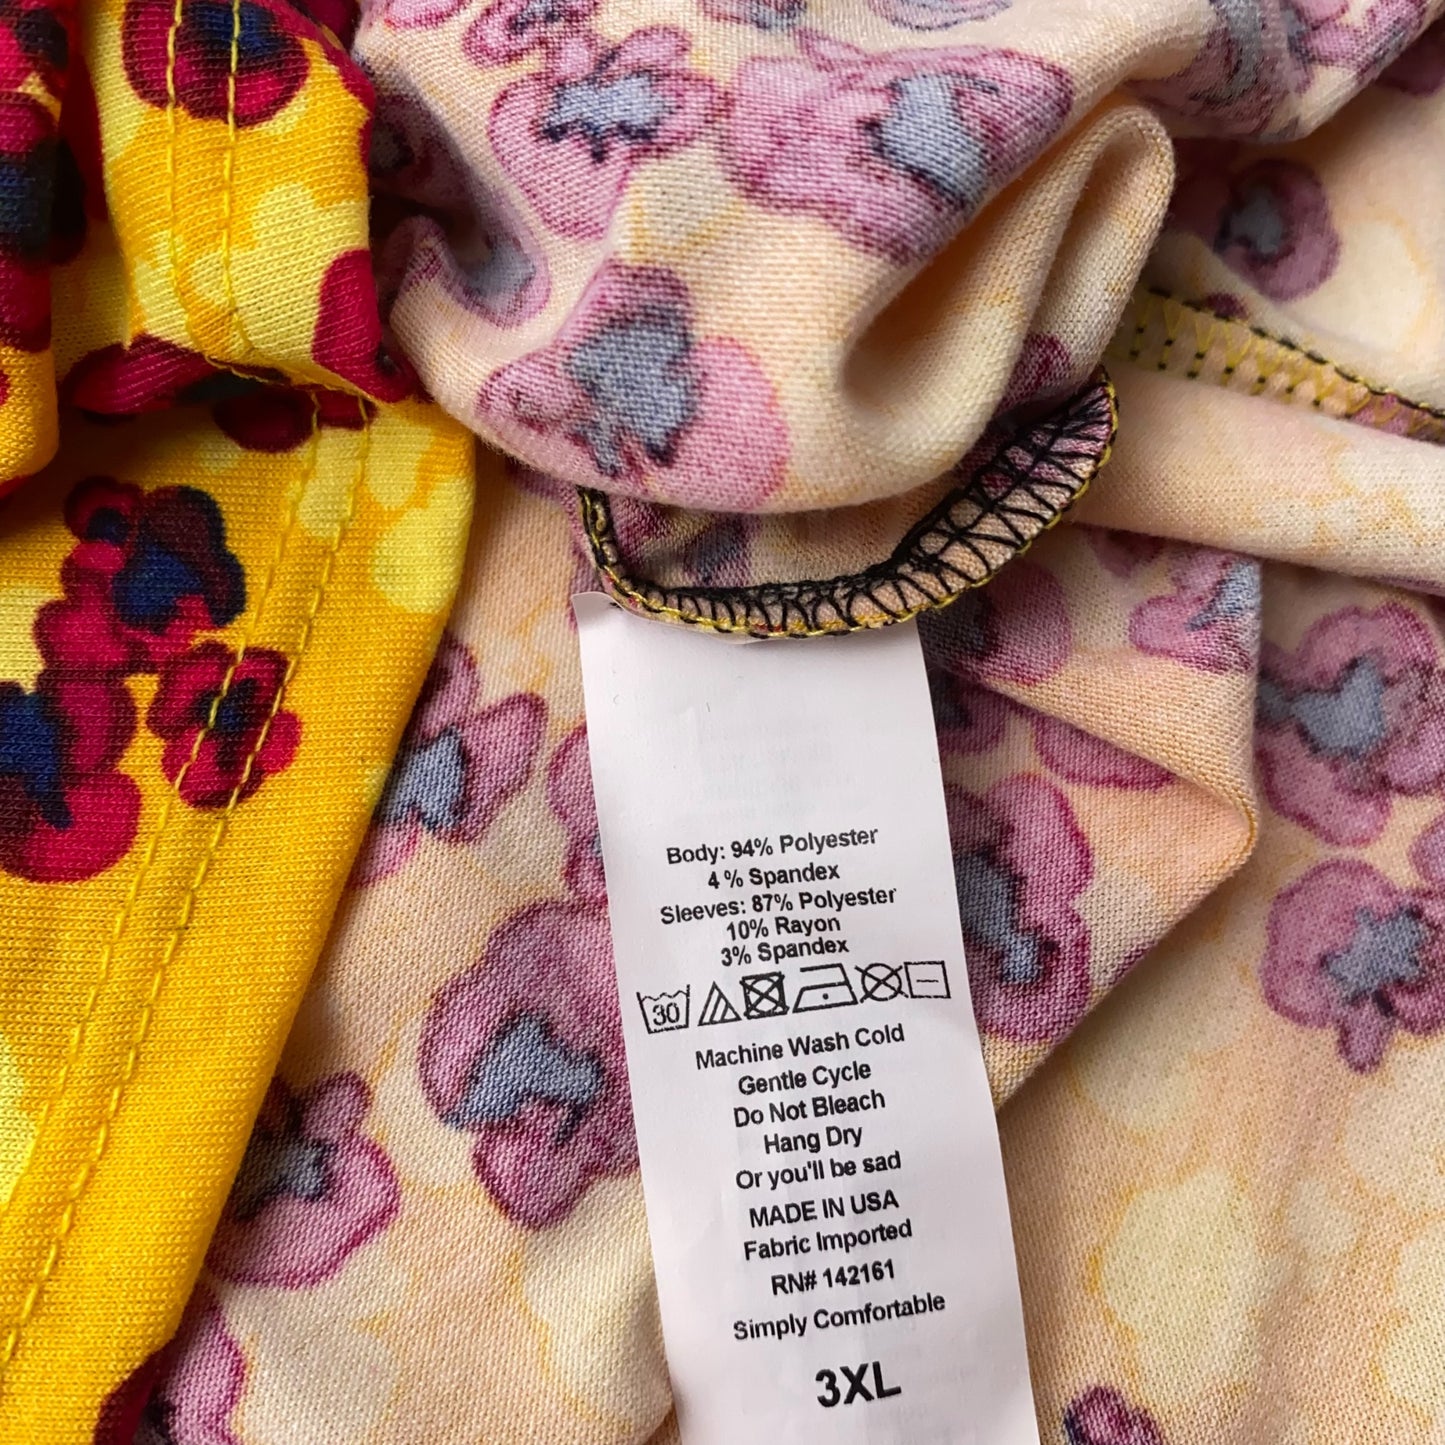 Body: 94% Polyester
4% Spandex
Sleeves: 87% Polyester
10% Rayon
3% Spandex
30
Machine Wash Cold
Gentle Cycle
Do Not Bleach
Hang Dry
Or you'll be sad
MADE IN USA
Fabric Imported
RN# 142161
Simply Comfortable
3XL